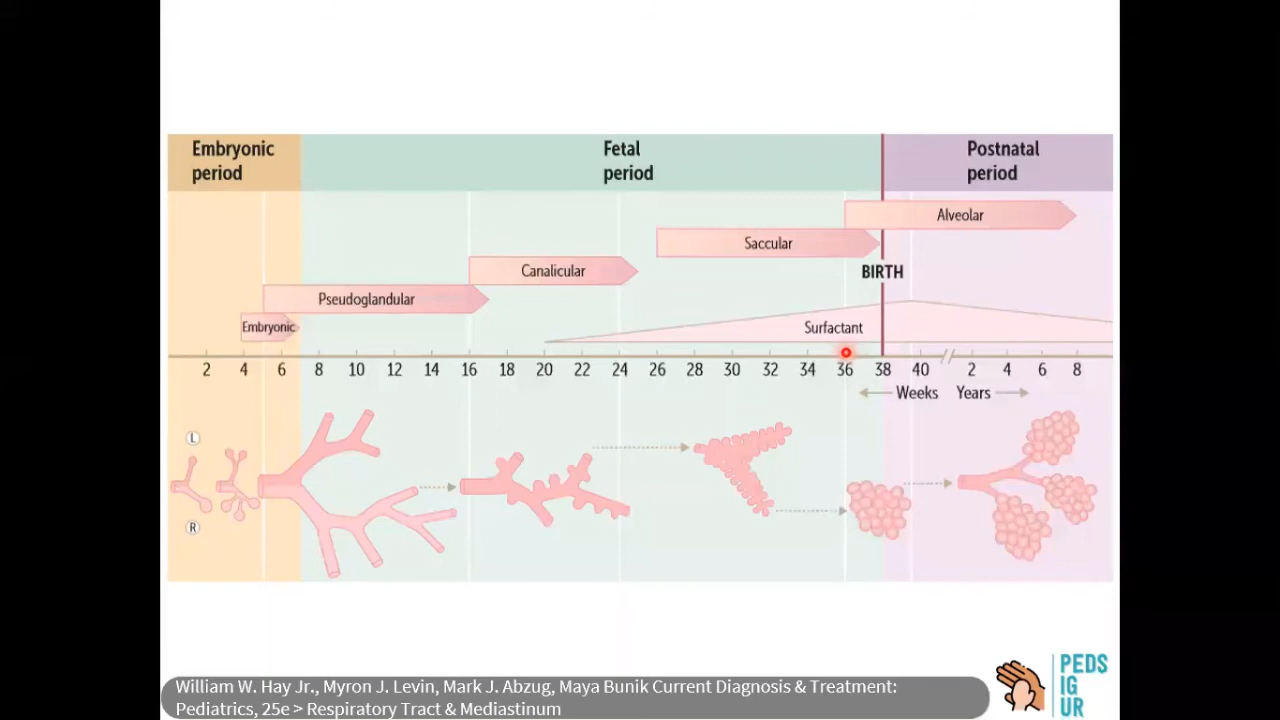 Embryonic
period
Fetal
period
Postnatal
period
Alveolar
Saccular
Canalicular
BIRTH
Pseudoglandular
Embryonic
Surfactant
2 4 6 8 10 12 14 16 18 20 22 24 26 28 30 32 34 36 38 40 2 4 6 8
Weeks Years
L
R
William W. Hay Jr., Myron J. Levin, Mark J. Abzug, Maya Bunik Current Diagnosis & Treatment:
Pediatrics, 25e > Respiratory Tract & Mediastinum
PEDS
IG
UR